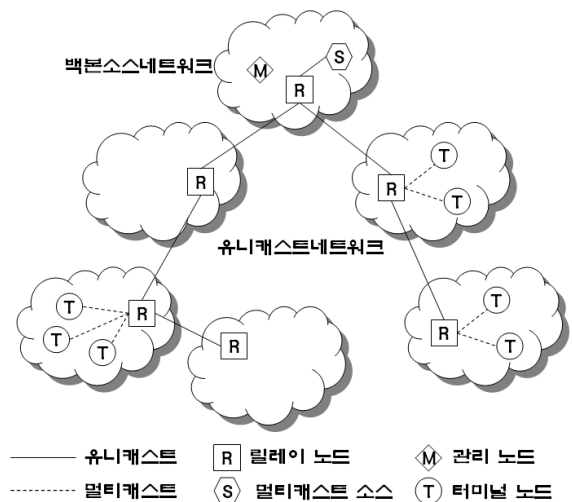 백본소스네트워크
M
S
R
R
R
T
T
유니캐스트네트워크
T
T
T
R
R
R
T
T
유니캐스트
R 릴레이 노드
M 관리 노드
멀티캐스트
S 멀티캐스트 소스
T 터미널 노드